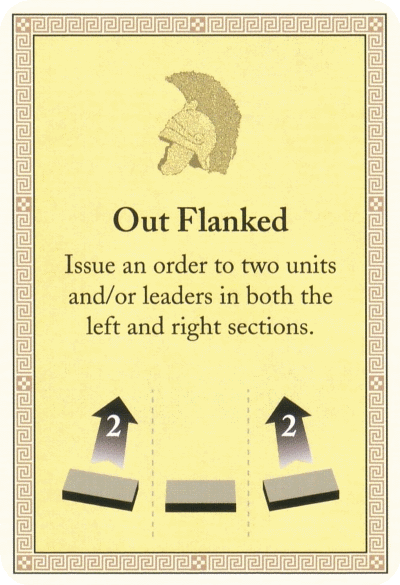 Out Flanked
Issue an order to two units
and/or leaders in both the
left and right sections.
2 2